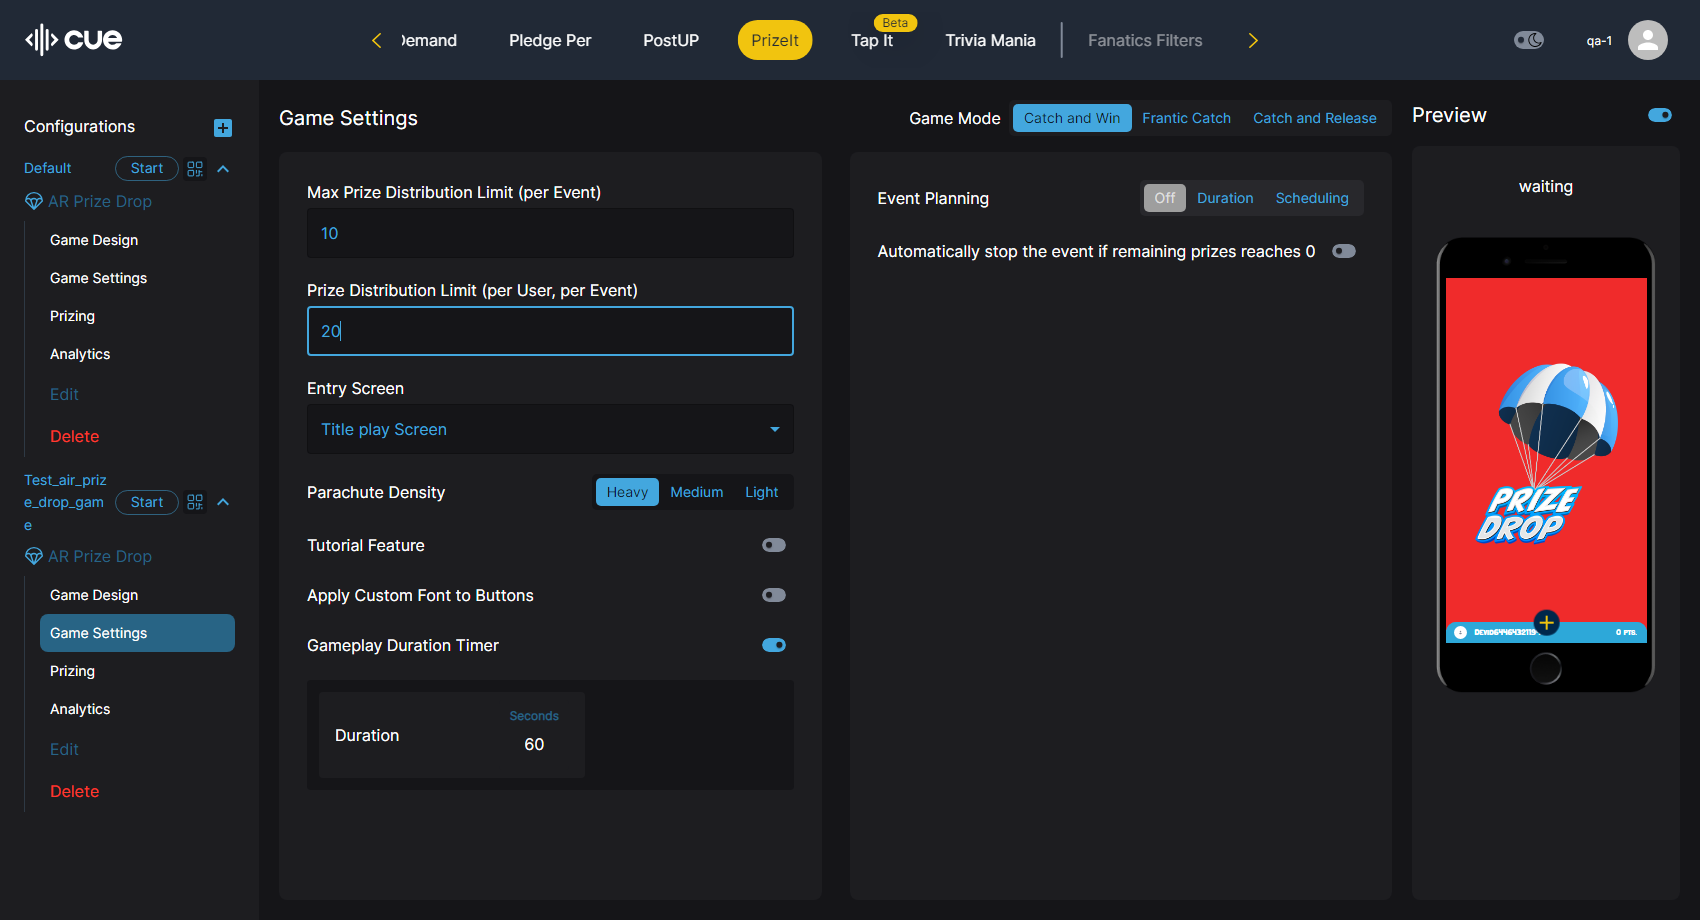 cue
Demand
Pledge Per
PostUP
PrizeIt
Beta
Tap It
Trivia Mania
Fanatics Filters
qa-1
Configurations
Default
Start
AR Prize Drop
Game Design
Game Settings
Prizing
Analytics
Edit
Delete
Test_air_priz
e_drop_gam
e
Start
AR Prize Drop
Game Design
Game Settings
Prizing
Analytics
Edit
Delete
Game Settings
Game Mode
Catch and Win
Frantic Catch
Catch and Release
Max Prize Distribution Limit (per Event)
10
Prize Distribution Limit (per User, per Event)
20
Entry Screen
Title play Screen
Parachute Density
Heavy
Medium
Light
Tutorial Feature
Apply Custom Font to Buttons
Gameplay Duration Timer
Duration
Seconds
60
Event Planning
Off
Duration
Scheduling
Automatically stop the event if remaining prizes reaches 0
Preview
waiting
PRIZE
DROP
0 PTS.